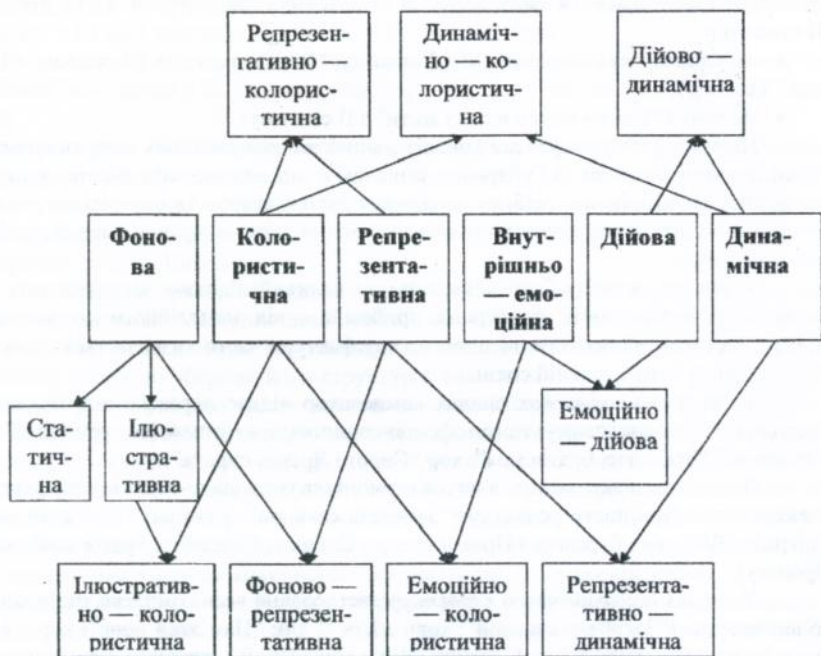 Репрезен-
тативно —
колорис-
тична
Динаміч-
но — ко-
лористич-
на
Дійово —
динамічна
Фоно-
ва
Коло-
ристи-
чна
Репре-
зента-
тивна
Внут-
рішньо
— емо-
ційна
Дійова
Дина-
мічна
Ста-
тич-
на
Ілю-
стра-
тивна
Емоційно
— дійова
Ілюстратив-
но — коло-
ристична
Фоново —
репрезен-
тативна
Емоційно
— коло
ристична
Репрезента-
тивно —
динамічна